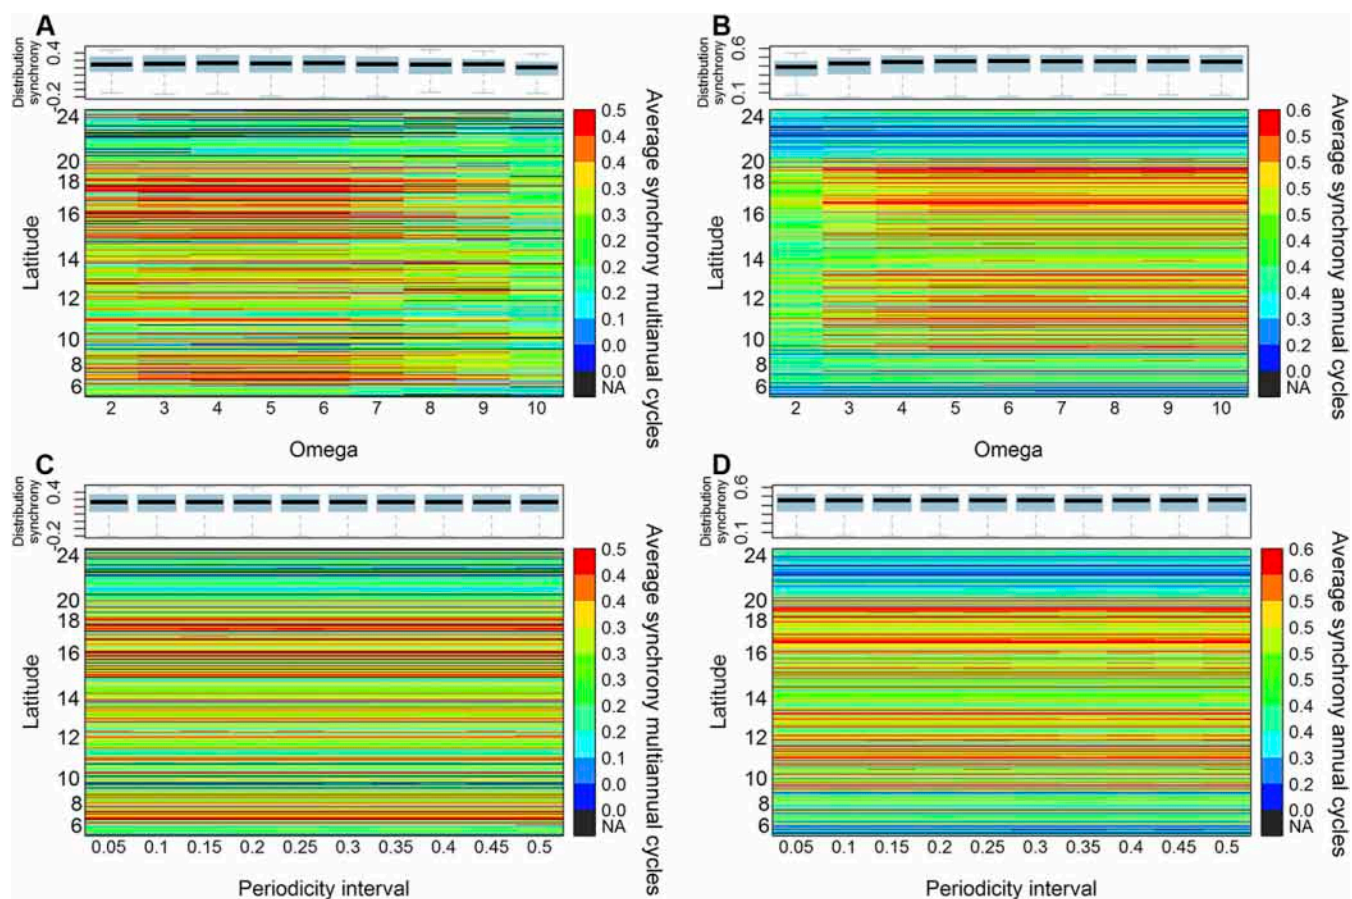 A
Distribution
synchrony
-0.2 0.4
24
20
18
16
14
12
10
8
6
Latitude
2 3 4 5 6 7 8 9 10
Omega
0.5
0.4
0.4
0.3
0.3
0.2
0.2
0.1
0.1
0.0
0.0
NA
Average synchrony multianual cycles
B
Distribution
synchrony
0.1 0.6
24
20
18
16
14
12
10
8
6
Latitude
2 3 4 5 6 7 8 9 10
Omega
0.6
0.5
0.5
0.5
0.5
0.4
0.4
0.4
0.3
0.2
0.0
NA
Average synchrony annual cycles
C
Distribution
synchrony
-0.2 0.4
24
20
18
16
14
12
10
8
6
Latitude
0.05 0.1 0.15 0.2 0.25 0.3 0.35 0.4 0.45 0.5
Periodicity interval
0.5
0.4
0.4
0.3
0.3
0.2
0.2
0.1
0.0
0.0
NA
Average synchrony multiannual cycles
D
Distribution
synchrony
0.1 0.6
24
20
18
16
14
12
10
8
6
Latitude
0.05 0.1 0.15 0.2 0.25 0.3 0.35 0.4 0.45 0.5
Periodicity interval
0.6
0.6
0.5
0.5
0.5
0.4
0.4
0.3
0.2
0.0
NA
Average synchrony annual cycles